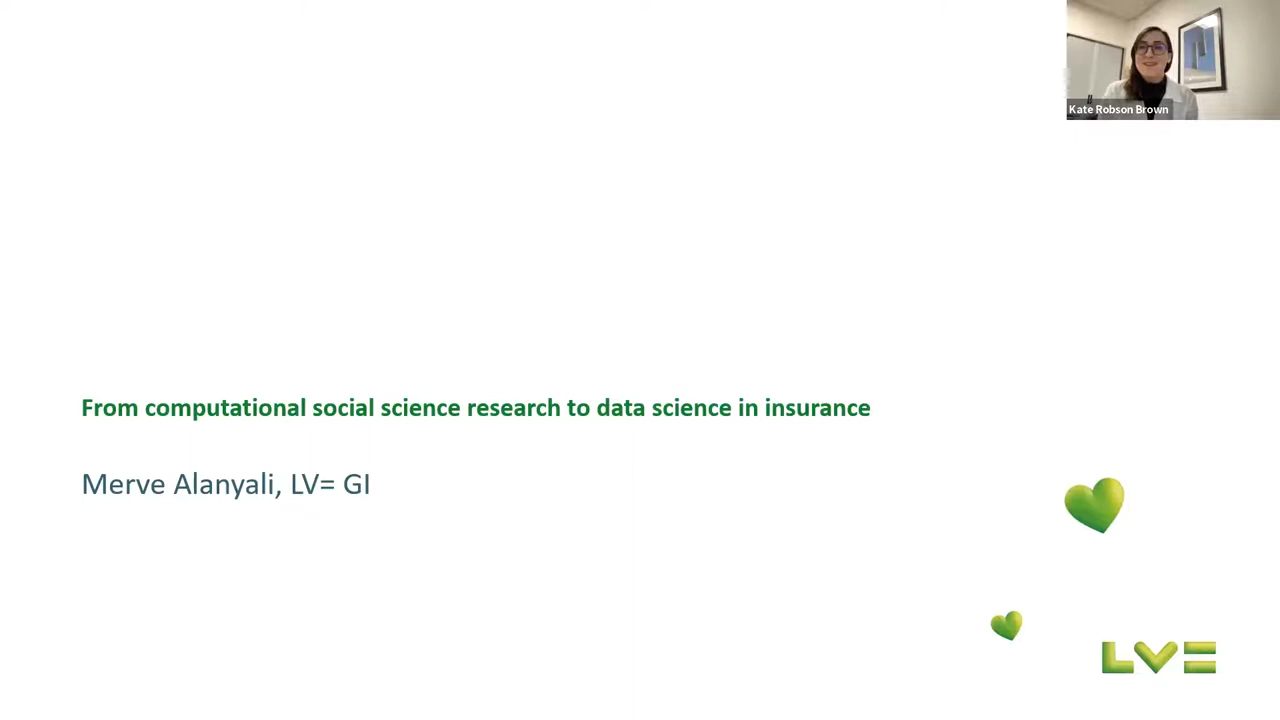 Kate Robson Brown
From computational social science research to data science in insurance
Merve Alanyali, LV= GI
LV=